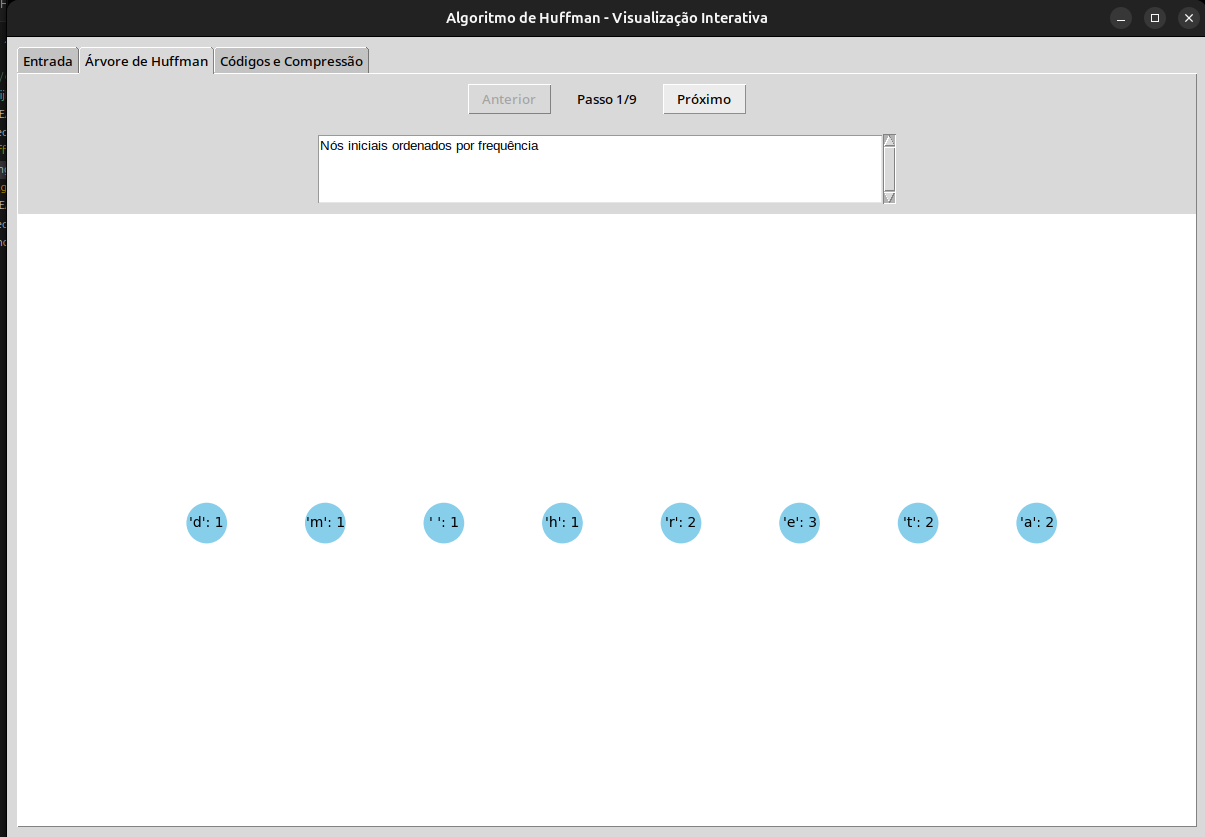 Algoritmo de Huffman - Visualização Interativa
Entrada Árvore de Huffman Códigos e Compressão
Anterior Passo 1/9 Próximo
Nós iniciais ordenados por frequência
'd': 1 'm': 1 ' ': 1 'h': 1 'r': 2 'e': 3 't': 2 'a': 2